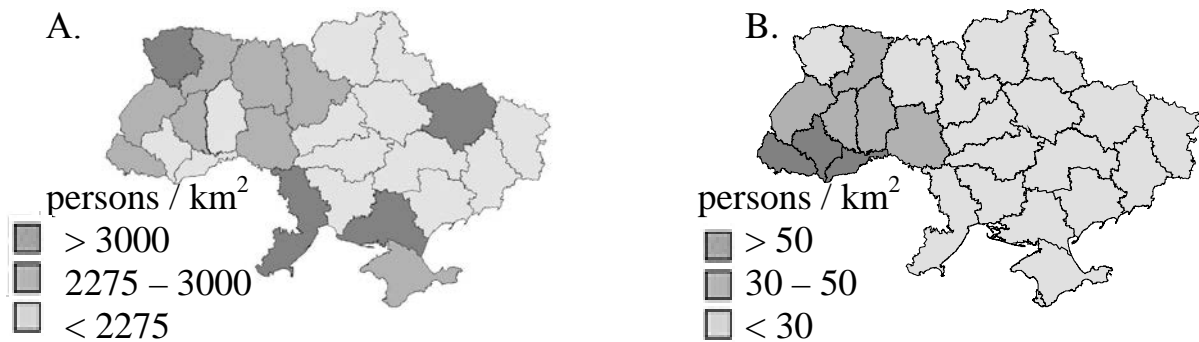 A.
persons / km²
> 3000
2275 – 3000
< 2275
B.
persons / km²
> 50
30 – 50
< 30